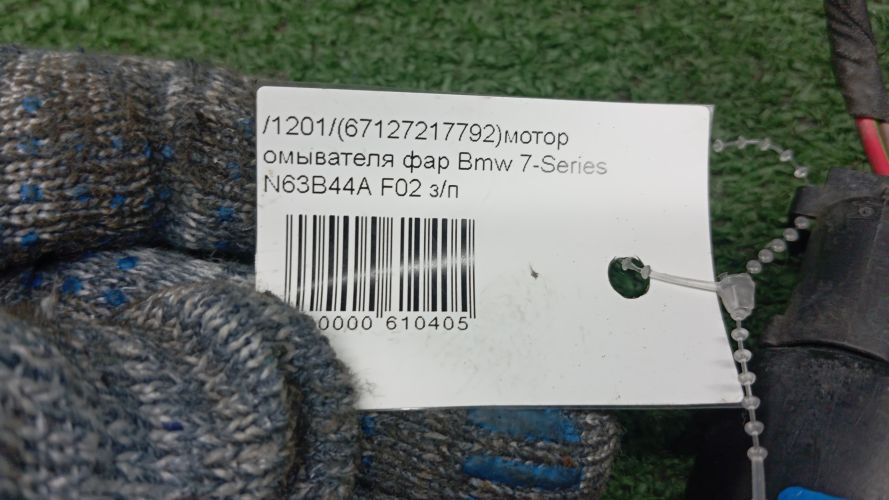 /1201/(67127217792)мотор
омывателя фар Bmw 7-Series
N63B44A F02 з/п
0000 610405